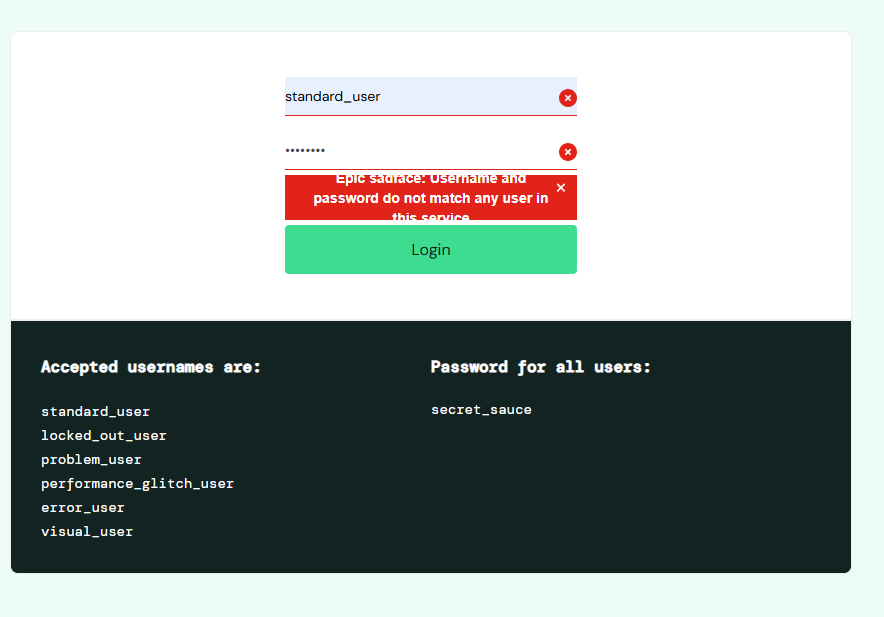 standard_user
••••••••
Epic sadface: Username and
password do not match any user in
this service
Login
Accepted usernames are:
standard_user
locked_out_user
problem_user
performance_glitch_user
error_user
visual_user
Password for all users:
secret_sauce